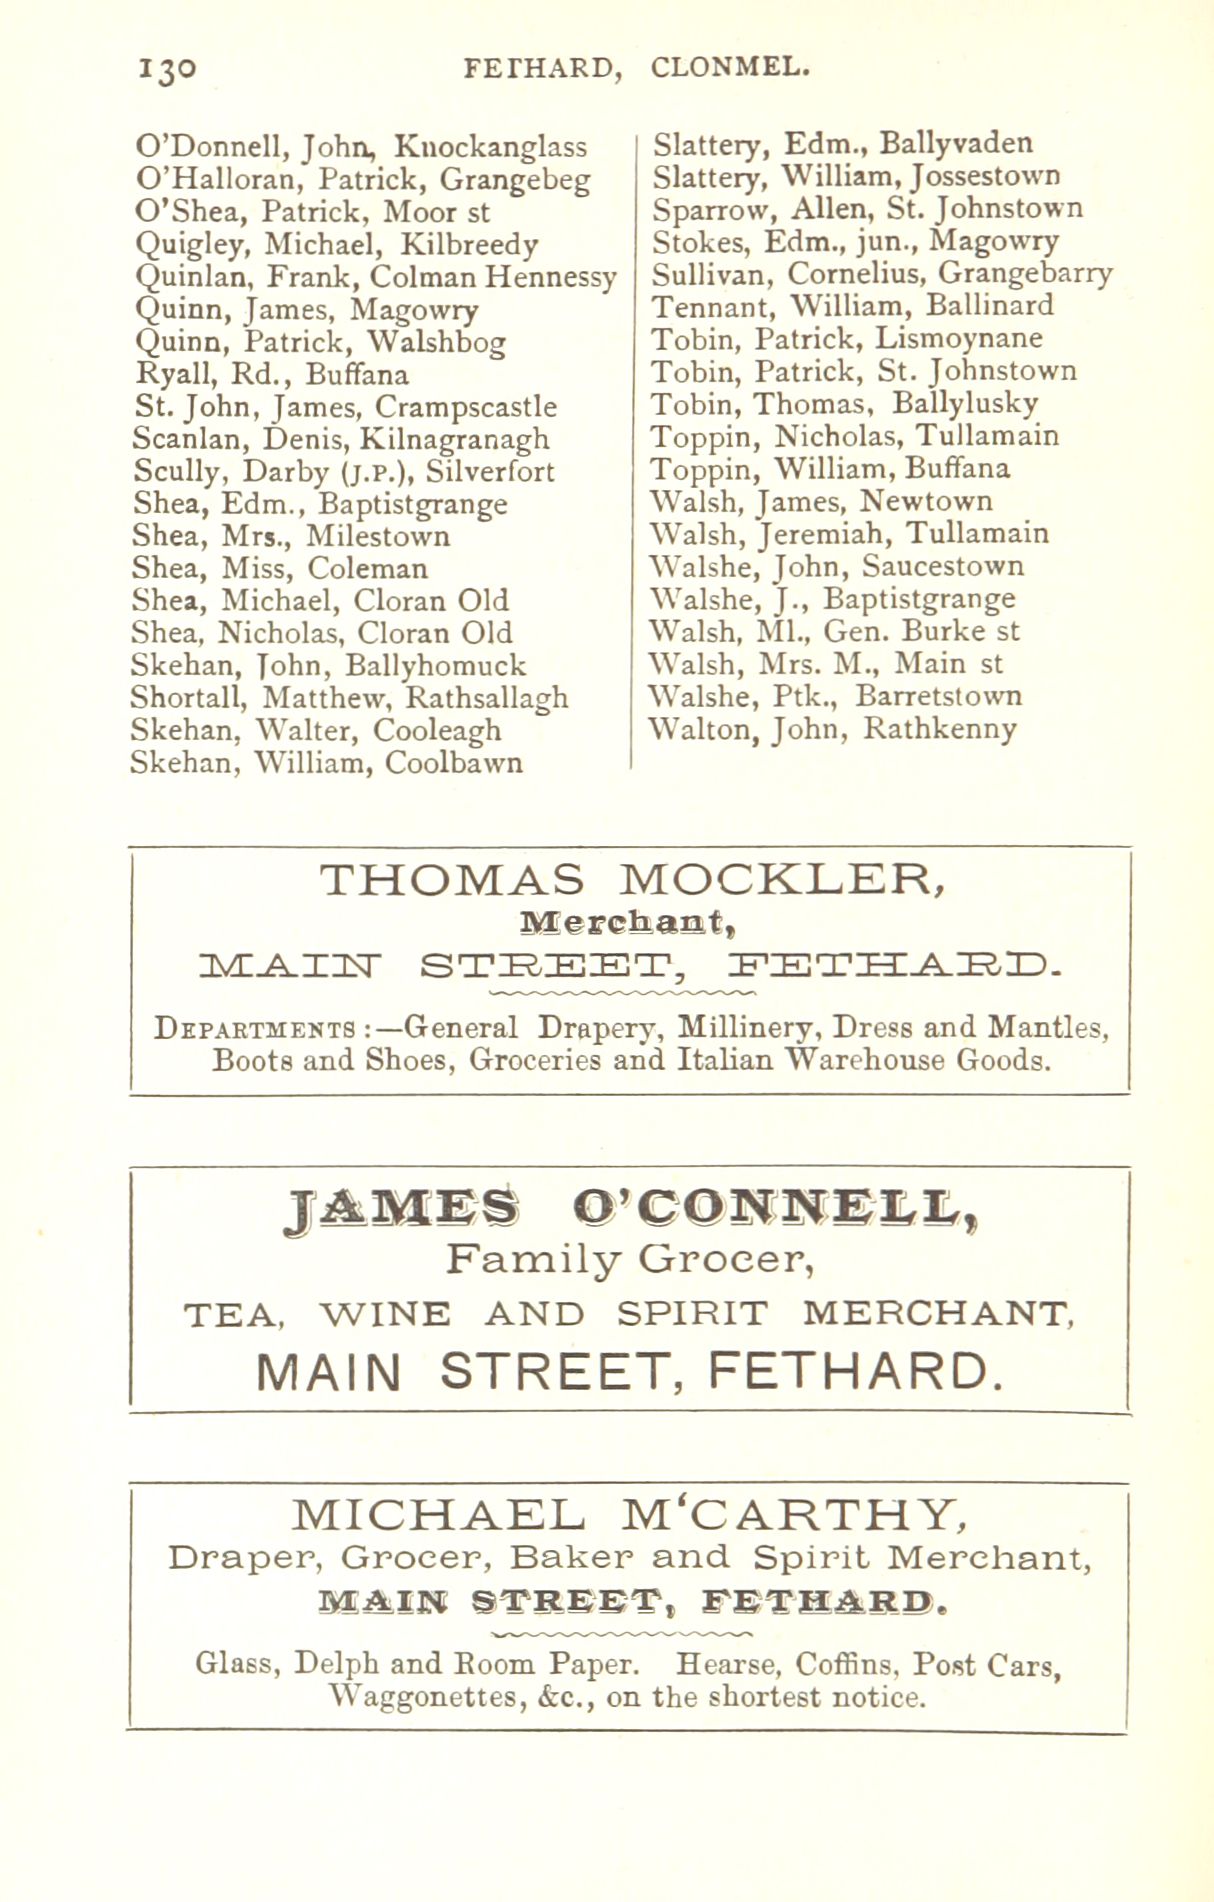 130
FETHARD, CLONMEL.
O'Donnell, John, Knockanglass
O'Halloran, Patrick, Grangebeg
O'Shea, Patrick, Moor st
Quigley, Michael, Kilbreedy
Quinlan, Frank, Colman Hennessy
Quinn, James, Magowry
Quinn, Patrick, Walshbog
Ryall, Rd., Buffana
St. John, James, Crampscastle
Scanlan, Denis, Kilnagranagh
Scully, Darby (J.P.), Silverfort
Shea, Edm., Baptistgrange
Shea, Mrs., Milestown
Shea, Miss, Coleman
Shea, Michael, Cloran Old
Shea, Nicholas, Cloran Old
Skehan, John, Ballyhomuck
Shortall, Matthew, Rathsallagh
Skehan, Walter, Cooleagh
Skehan, William, Coolbawn
Slattery, Edm., Ballyvaden
Slattery, William, Jossestown
Sparrow, Allen, St. Johnstown
Stokes, Edm., jun., Magowry
Sullivan, Cornelius, Grangebarry
Tennant, William, Ballinard
Tobin, Patrick, Lismoynane
Tobin, Patrick, St. Johnstown
Tobin, Thomas, Ballylusky
Toppin, Nicholas, Tullamain
Toppin, William, Buffana
Walsh, James, Newtown
Walsh, Jeremiah, Tullamain
Walshe, John, Saucestown
Walshe, J., Baptistgrange
Walsh, Ml., Gen. Burke st
Walsh, Mrs. M., Main st
Walshe, Ptk., Barretstown
Walton, John, Rathkenny
THOMAS MOCKLER,
Merchant,
MAIN STREET, FETHARD.
DEPARTMENTS :—General Drapery, Millinery, Dress and Mantles,
Boots and Shoes, Groceries and Italian Warehouse Goods.
JAMES O'CONNELL,
Family Grocer,
TEA, WINE AND SPIRIT MERCHANT,
MAIN STREET, FETHARD.
MICHAEL M‘CARTHY,
Draper, Grocer, Baker and Spirit Merchant,
MAIN STREET, FETHARD.
Glass, Delph and Room Paper. Hearse, Coffins, Post Cars,
Waggonettes, &c., on the shortest notice.